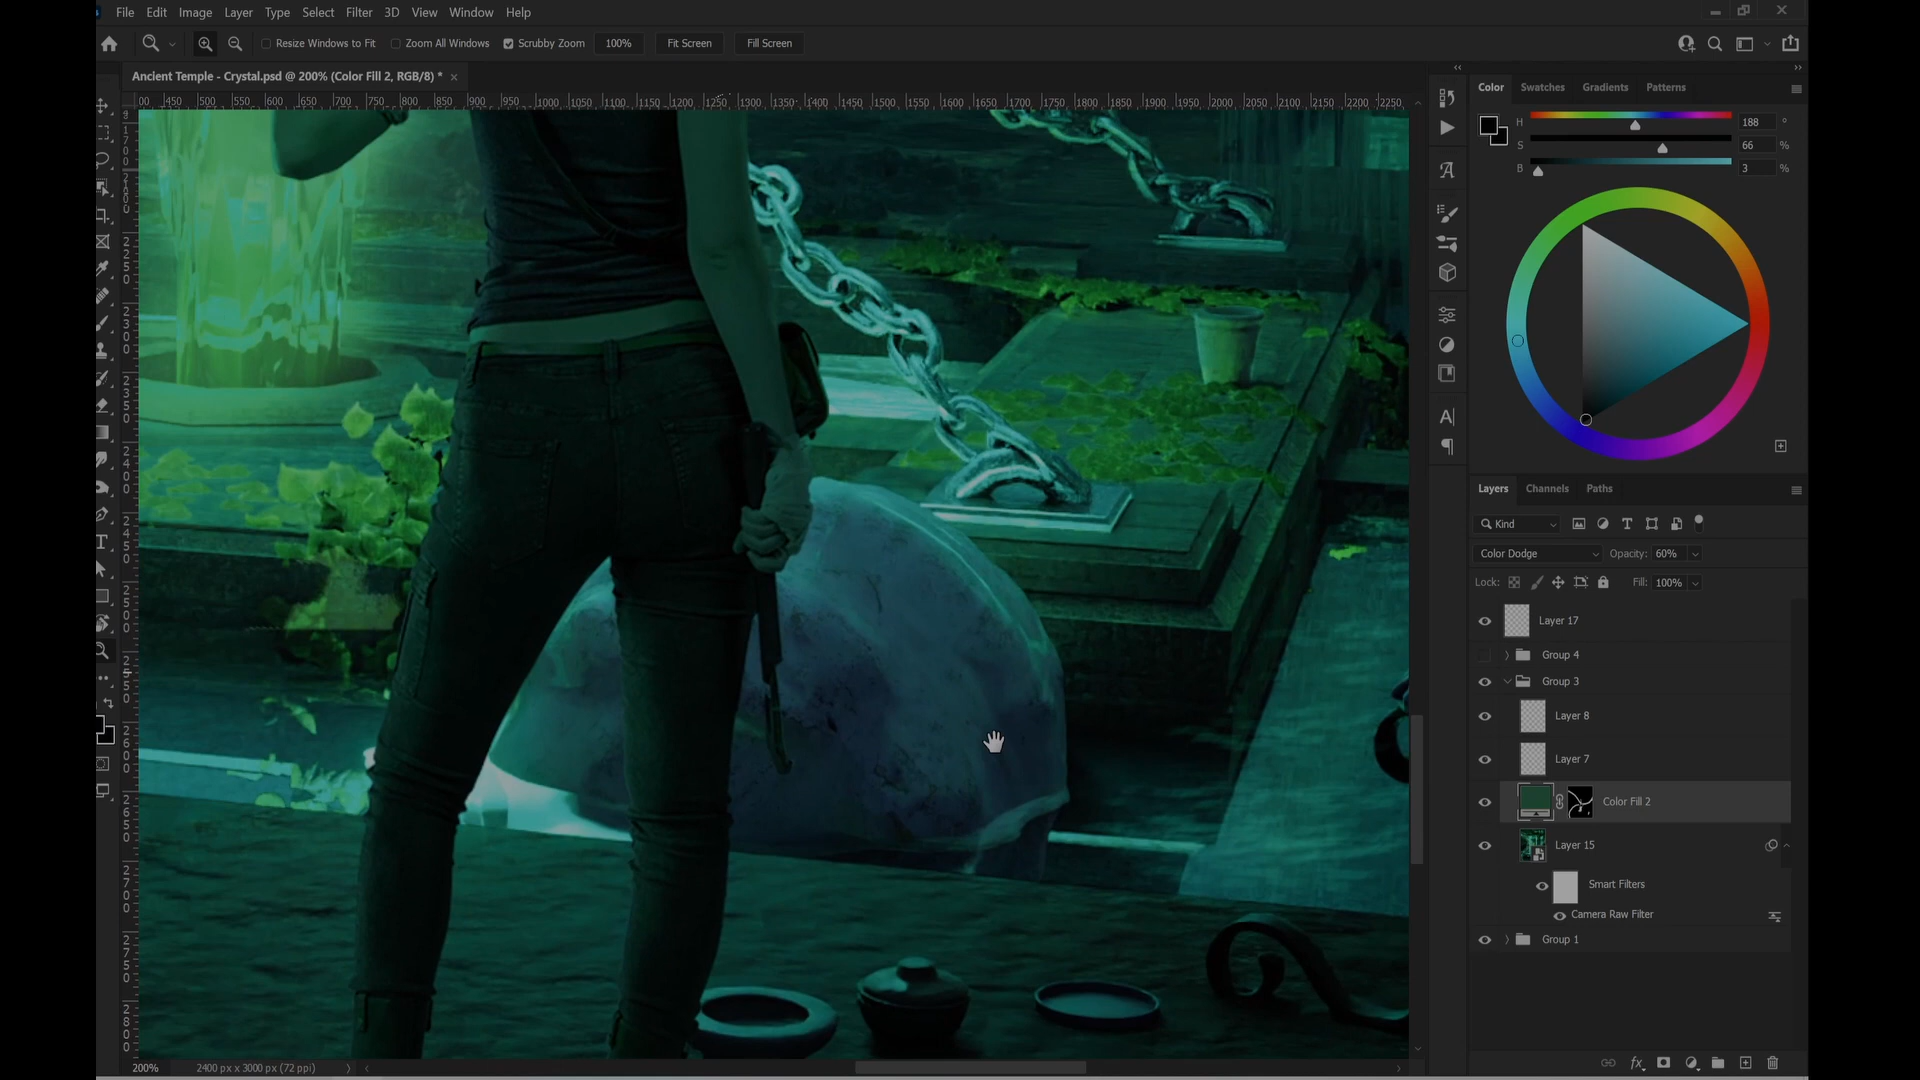 File Edit Image Layer Type Select Filter 3D View Window Help
Resize Windows to Fit Zoom All Windows Scrubby Zoom 100% Fit Screen Fill Screen
Ancient Temple - Crystal.psd @ 200% (Color Fill 2, RGB/8) *
Color Swatches Gradients Patterns
H 188 °
S 66 %
B 3 %
Layers Channels Paths
Kind
Color Dodge Opacity: 60%
Lock: Fill: 100%
Layer 17
Group 4
Group 3
Layer 8
Layer 7
Color Fill 2
Layer 15
Smart Filters
Camera Raw Filter
Group 1
200% 2400 px x 3000 px (72 ppi)